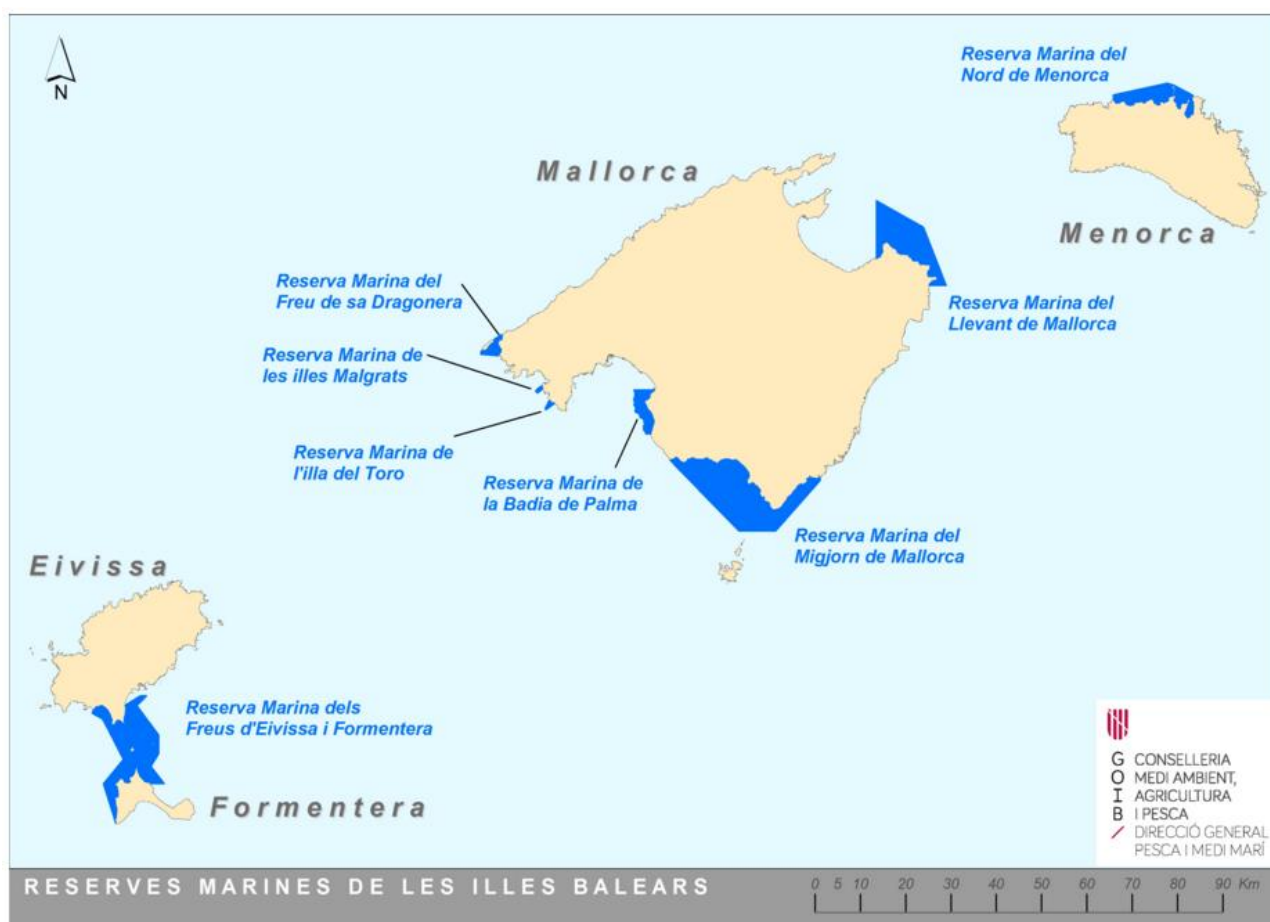 N
Reserva Marina del
Nord de Menorca
Mallorca
Menorca
Reserva Marina del
Freu de sa Dragonera
Reserva Marina del
Llevant de Mallorca
Reserva Marina de
les illes Malgrats
Reserva Marina de
l'illa del Toro
Reserva Marina de
la Badia de Palma
Reserva Marina del
Migjorn de Mallorca
Eivissa
Reserva Marina dels
Freus d'Eivissa i Formentera
Formentera
G CONSELLERIA
O MEDI AMBIENT,
I AGRICULTURA
B I PESCA
/ DIRECCIÓ GENERAL
PESCA I MEDI MARÍ
RESERVES MARINES DE LES ILLES BALEARS
0 5 10 20 30 40 50 60 70 80 90 Km